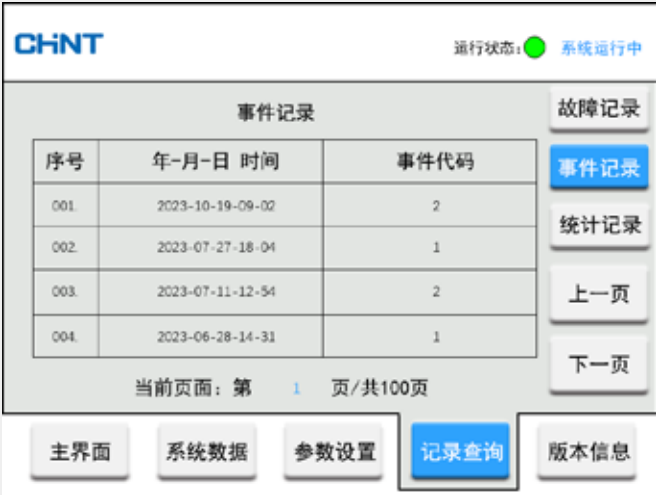 CHiNT
运行状态: 系统运行中
事件记录
故障记录
序号 年-月-日 时间 事件代码
事件记录
001. 2023-10-19-09-02 2
统计记录
002. 2023-07-27-18-04 1
003. 2023-07-11-12-54 2
上一页
004. 2023-06-28-14-31 1
下一页
当前页面: 第 1 页/共100页
主界面 系统数据 参数设置 记录查询 版本信息